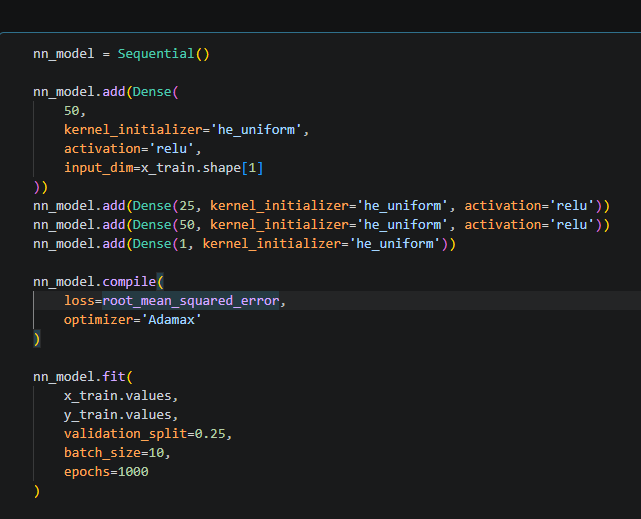 nn_model = Sequential()
nn_model.add(Dense(
50,
kernel_initializer='he_uniform',
activation='relu',
input_dim=x_train.shape[1]
))
nn_model.add(Dense(25, kernel_initializer='he_uniform', activation='relu'))
nn_model.add(Dense(50, kernel_initializer='he_uniform', activation='relu'))
nn_model.add(Dense(1, kernel_initializer='he_uniform'))
nn_model.compile(
loss=root_mean_squared_error,
optimizer='Adamax'
)
nn_model.fit(
x_train.values,
y_train.values,
validation_split=0.25,
batch_size=10,
epochs=1000
)